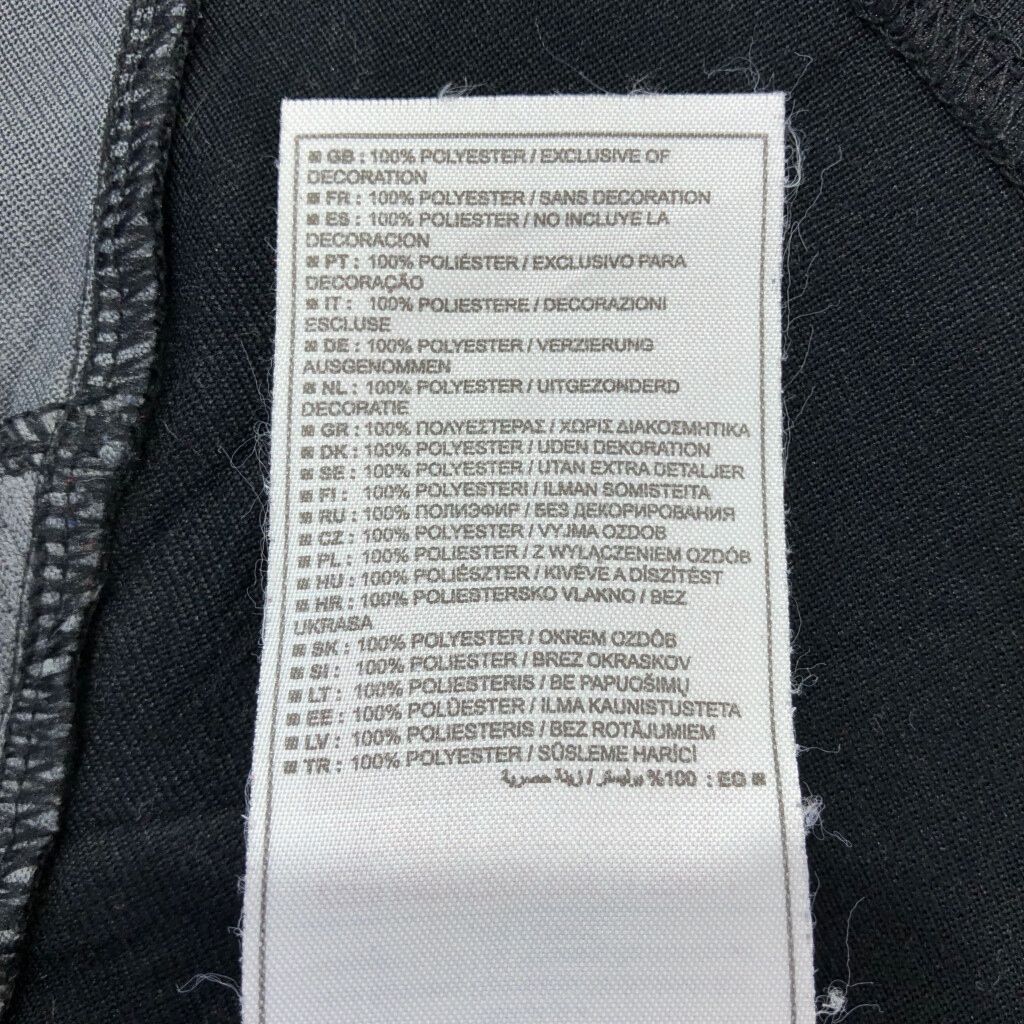 ▪ GB : 100% POLYESTER / EXCLUSIVE OF
DECORATION
▪ FR : 100% POLYESTER / SANS DECORATION
▪ ES : 100% POLIESTER / NO INCLUYE LA
DECORACION
▪ PT : 100% POLIÉSTER / EXCLUSIVO PARA
DECORAÇÃO
▪ IT : 100% POLIESTERE / DECORAZIONI
ESCLUSE
▪ DE : 100% POLYESTER / VERZIERUNG
AUSGENOMMEN
▪ NL : 100% POLYESTER / UITGEZONDERD
DECORATIE
▪ GR : 100% ΠΟΛΥΕΣΤΕΡΑΣ / ΧΩΡΙΣ ΔΙΑΚΟΣΜΗΤΙΚΑ
▪ DK : 100% POLYESTER / UDEN DEKORATION
▪ SE : 100% POLYESTER / UTAN EXTRA DETALJER
▪ FI : 100% POLYESTERI / ILMAN SOMISTEITA
▪ RU : 100% ПОЛИЭФИР / БЕЗ ДЕКОРИРОВАНИЯ
▪ CZ : 100% POLYESTER / VYJMA OZDOB
▪ PL : 100% POLIESTER / Z WYŁĄCZENIEM OZDÓB
▪ HU : 100% POLIÉSZTER / KIVÉVE A DÍSZÍTÉST
▪ HR : 100% POLIESTERSKO VLAKNO / BEZ
UKRASA
▪ SK : 100% POLYESTER / OKREM OZDÔB
▪ SI : 100% POLIESTER / BREZ OKRASKOV
▪ LT : 100% POLIESTERIS / BE PAPUOŠIMŲ
▪ EE : 100% POLÜESTER / ILMA KAUNISTUSTETA
▪ LV : 100% POLIESTERIS / BEZ ROTĀJUMIEM
▪ TR : 100% POLYESTER / SÜSLEME HARİCİ
▪ EG : 100% بوليستر / زينة حصرية